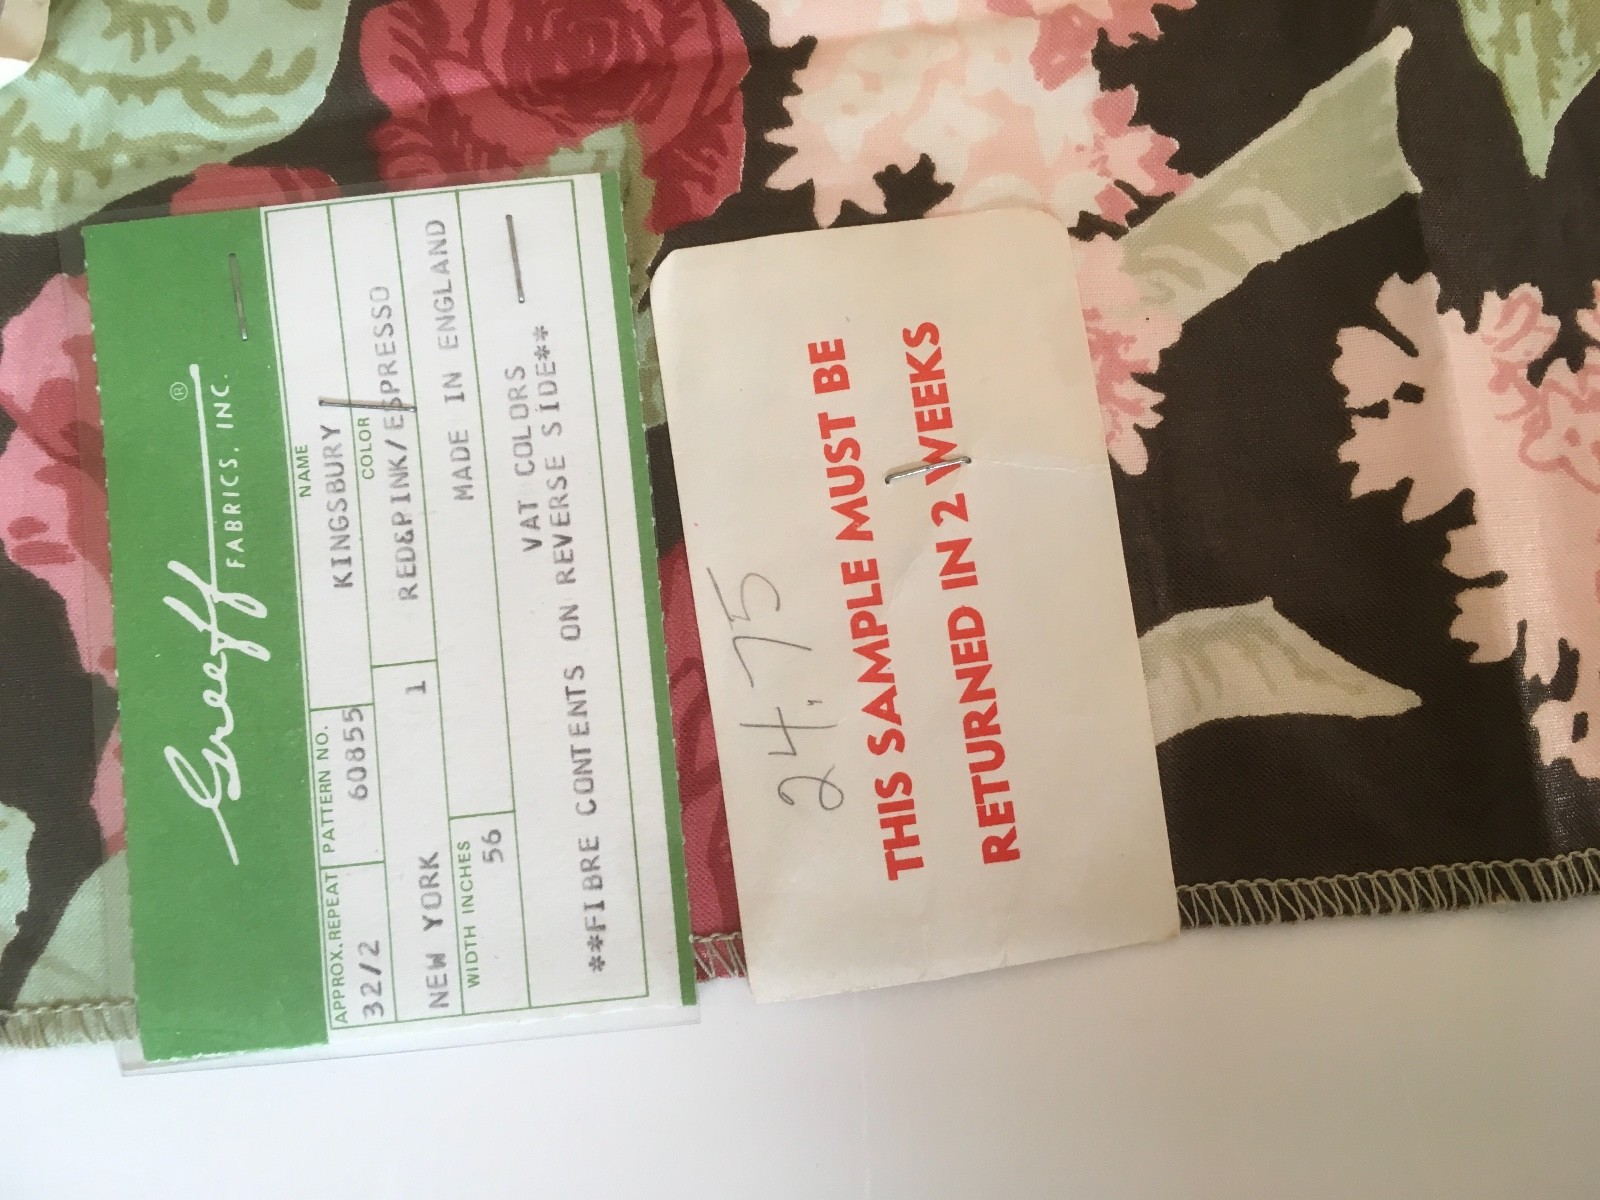 Greeff ®
FABRICS, INC.
APPROX. REPEAT
32/2
PATTERN NO.
60855
NAME
KINGSBURY
COLOR
NEW YORK
1
RED&PINK/ESPRESSO
WIDTH INCHES
56
MADE IN ENGLAND
VAT COLORS
**FIBRE CONTENTS ON REVERSE SIDE**
24.75
THIS SAMPLE MUST BE
RETURNED IN 2 WEEKS